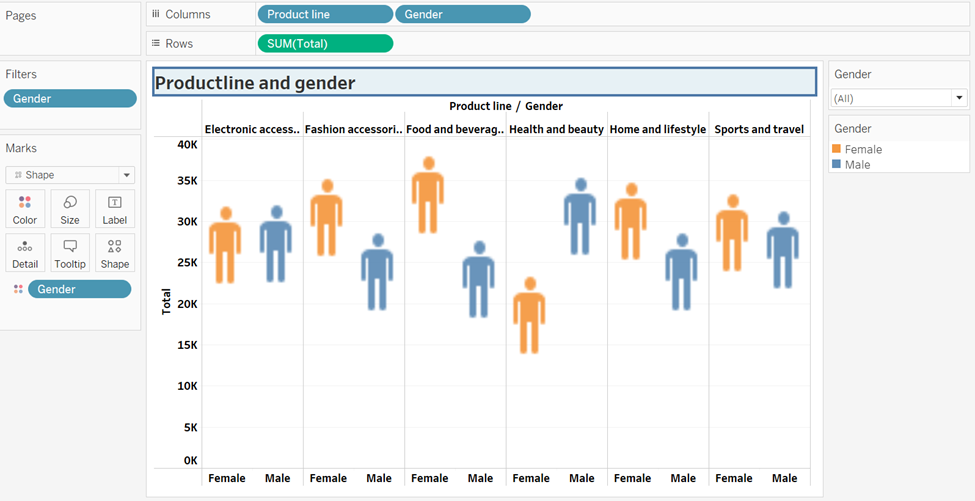 Pages
Columns
Product line
Gender
Rows
SUM(Total)
Filters
Gender
Marks
Shape
Color
Size
Label
Detail
Tooltip
Shape
Gender
Productline and gender
Product line / Gender
Electronic access..
Fashion accessori..
Food and beverag..
Health and beauty
Home and lifestyle
Sports and travel
40K
35K
30K
25K
20K
15K
10K
5K
0K
Total
Female
Male
Female
Male
Female
Male
Female
Male
Female
Male
Female
Male
Gender
(All)
Gender
Female
Male